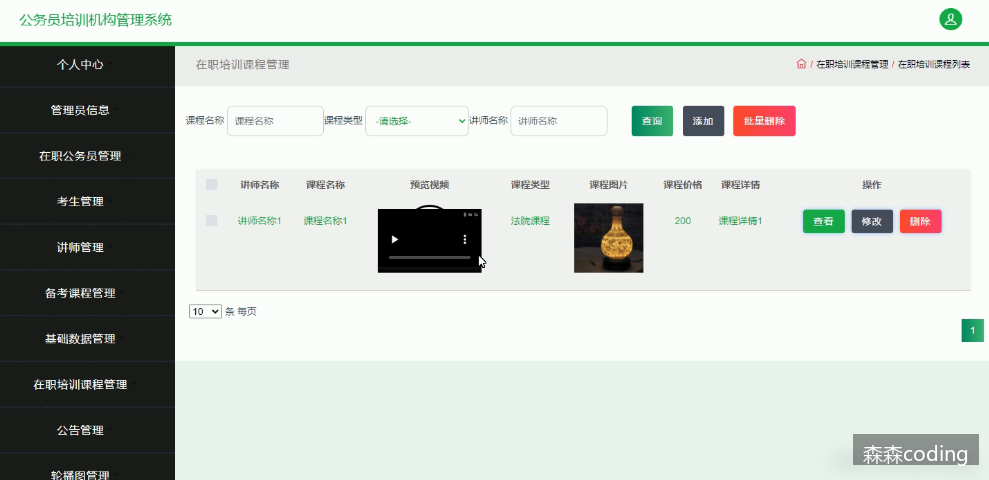 公务员培训机构管理系统
个人中心
管理员信息
在职公务员管理
考生管理
讲师管理
备考课程管理
基础数据管理
在职培训课程管理
公告管理
轮播图管理
在职培训课程管理
/ 在职培训课程管理 / 在职培训课程列表
课程名称 课程名称 课程类型 -请选择- 讲师名称 讲师名称 查询 添加 批量删除
讲师名称 课程名称 预览视频 课程类型 课程图片 课程价格 课程详情 操作
讲师名称1 课程名称1 法院课程 200 课程详情1 查看 修改 删除
10 条 每页
1
森森coding